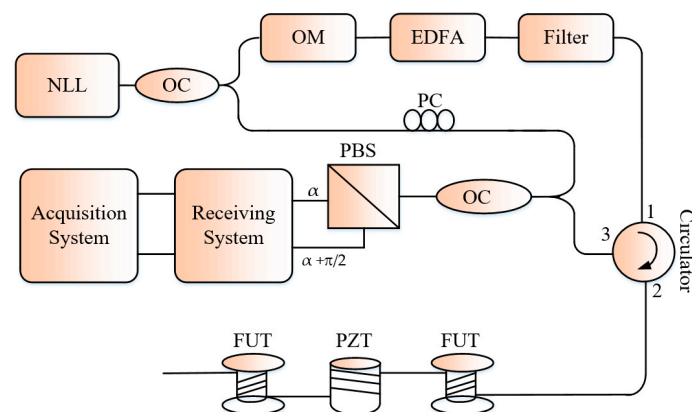 OM
EDFA
Filter
NLL
OC
PC
PBS
Acquisition
System
Receiving
System
α
α +π/2
OC
1
3
2
Circulator
FUT
PZT
FUT